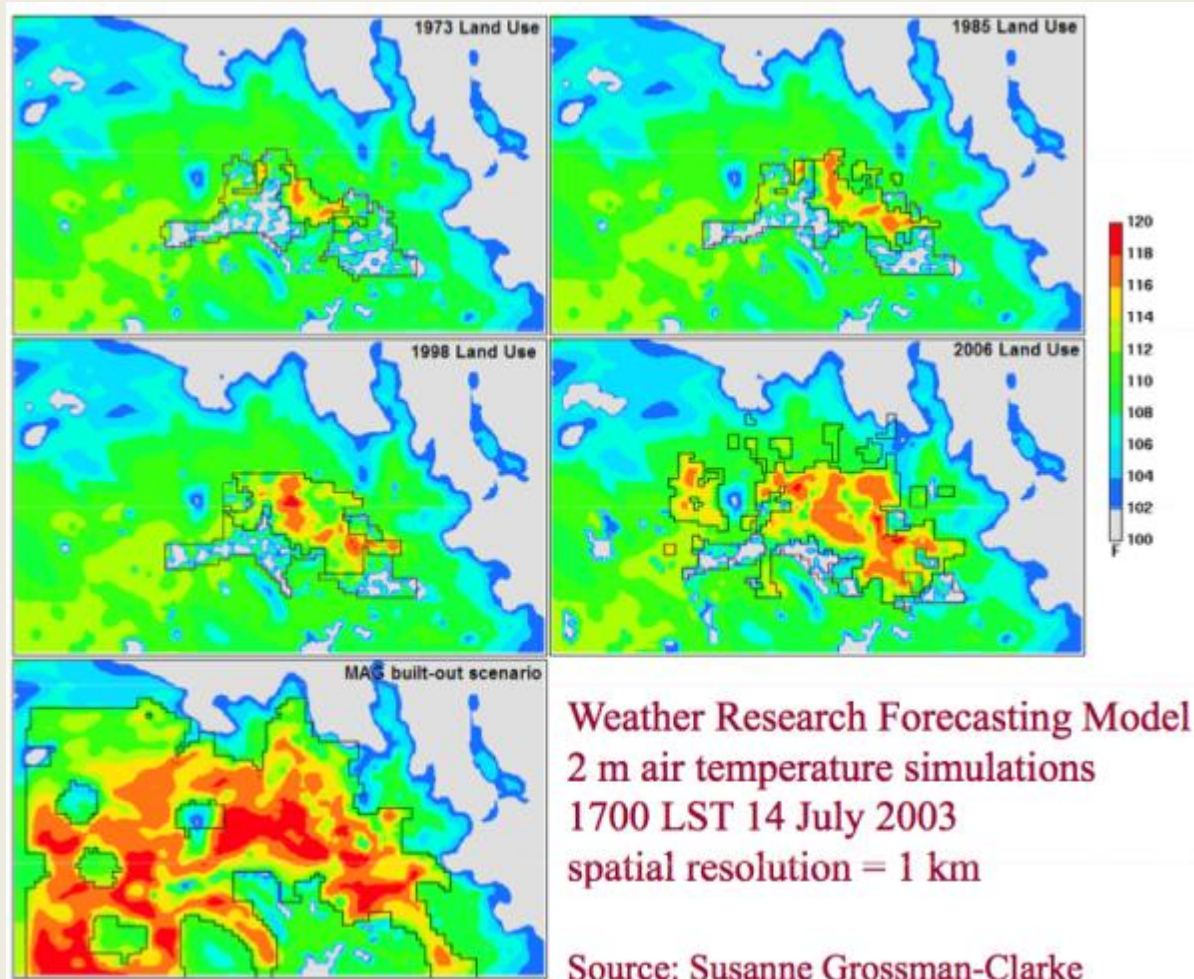 1973 Land Use
1985 Land Use
120
118
116
114
112
110
108
106
104
102
100
F
1998 Land Use
2006 Land Use
MAG built-out scenario
Weather Research Forecasting Model
2 m air temperature simulations
1700 LST 14 July 2003
spatial resolution = 1 km
Source: Susanne Grossman-Clarke